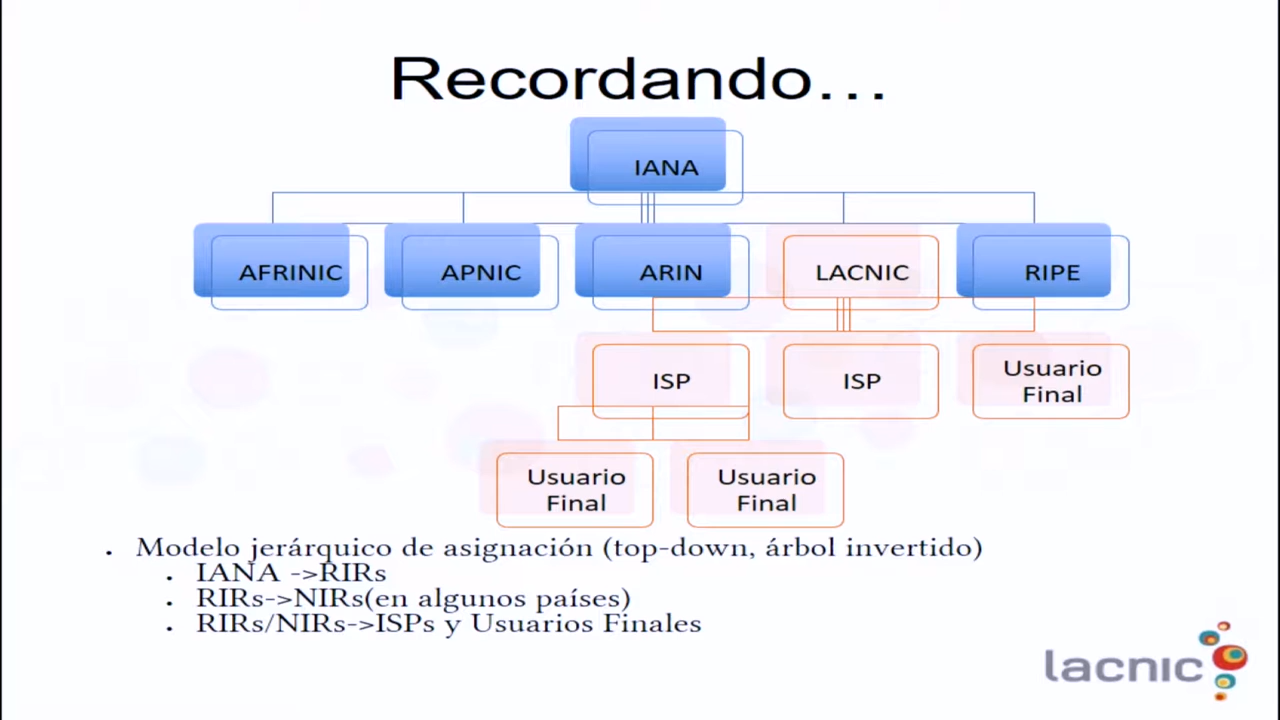 Recordando...
IANA
AFRINIC
APNIC
ARIN
LACNIC
RIPE
ISP
ISP
Usuario
Final
Usuario
Final
Usuario
Final
. Modelo jerárquico de asignación (top-down, árbol invertido)
. IANA ->RIRs
. RIRs->NIRs(en algunos países)
. RIRs/NIRs->ISPs y Usuarios Finales
lacnic